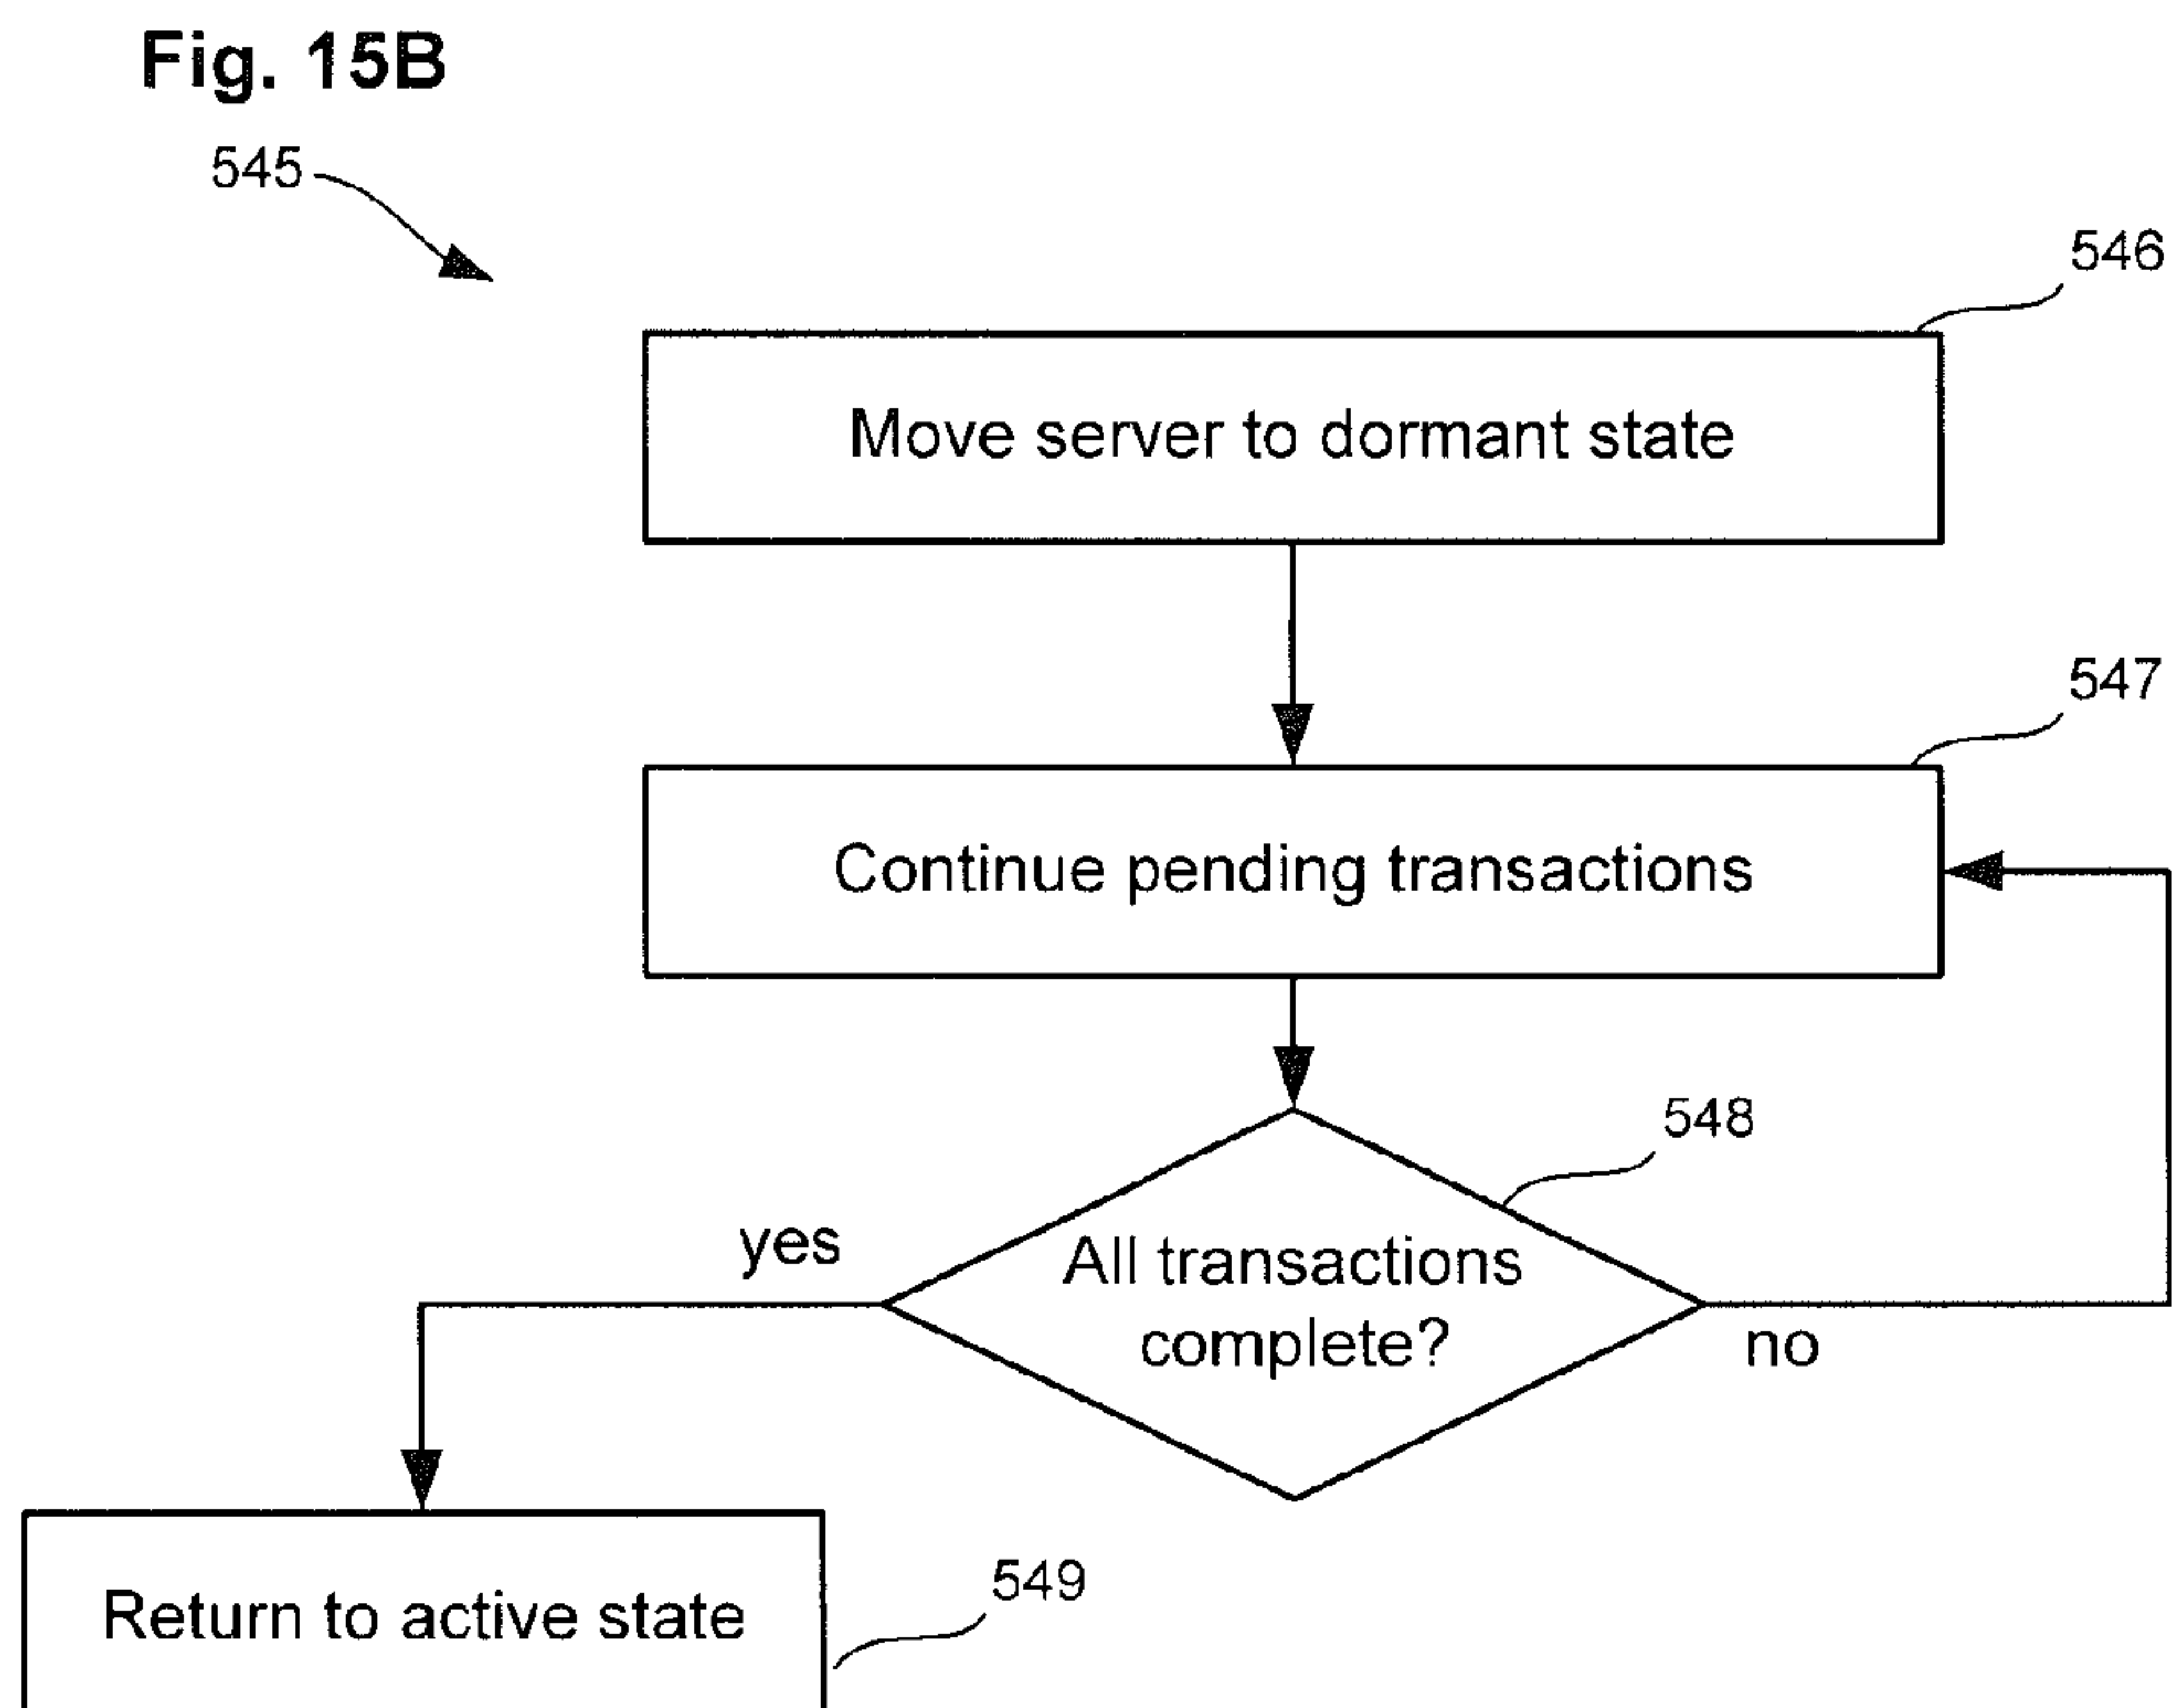 Fig. 15B
545
546
Move server to dormant state
547
Continue pending transactions
548
yes
All transactions
complete?
no
549
Return to active state